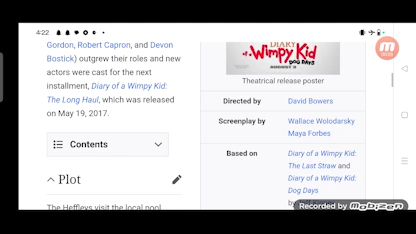 4:22
Gordon, Robert Capron, and Devon
Bostick) outgrew their roles and new
actors were cast for the next
installment, Diary of a Wimpy Kid:
The Long Haul, which was released
on May 19, 2017.
Contents
Plot
The Heffleys visit the local pool
DIARY
Wimpy Kid
DOG DAYS
AUGUST 3
Theatrical release poster
Directed by David Bowers
Screenplay by Wallace Wolodarsky
Maya Forbes
Based on Diary of a Wimpy Kid:
The Last Straw and
Diary of a Wimpy Kid:
Dog Days
Recorded by Mobizen